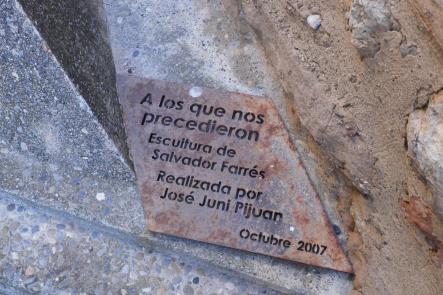 A los que nos
precedieron
Escultura de
Salvador Farrés
Realizada por
José Juni Pijuan
Octubre 2007